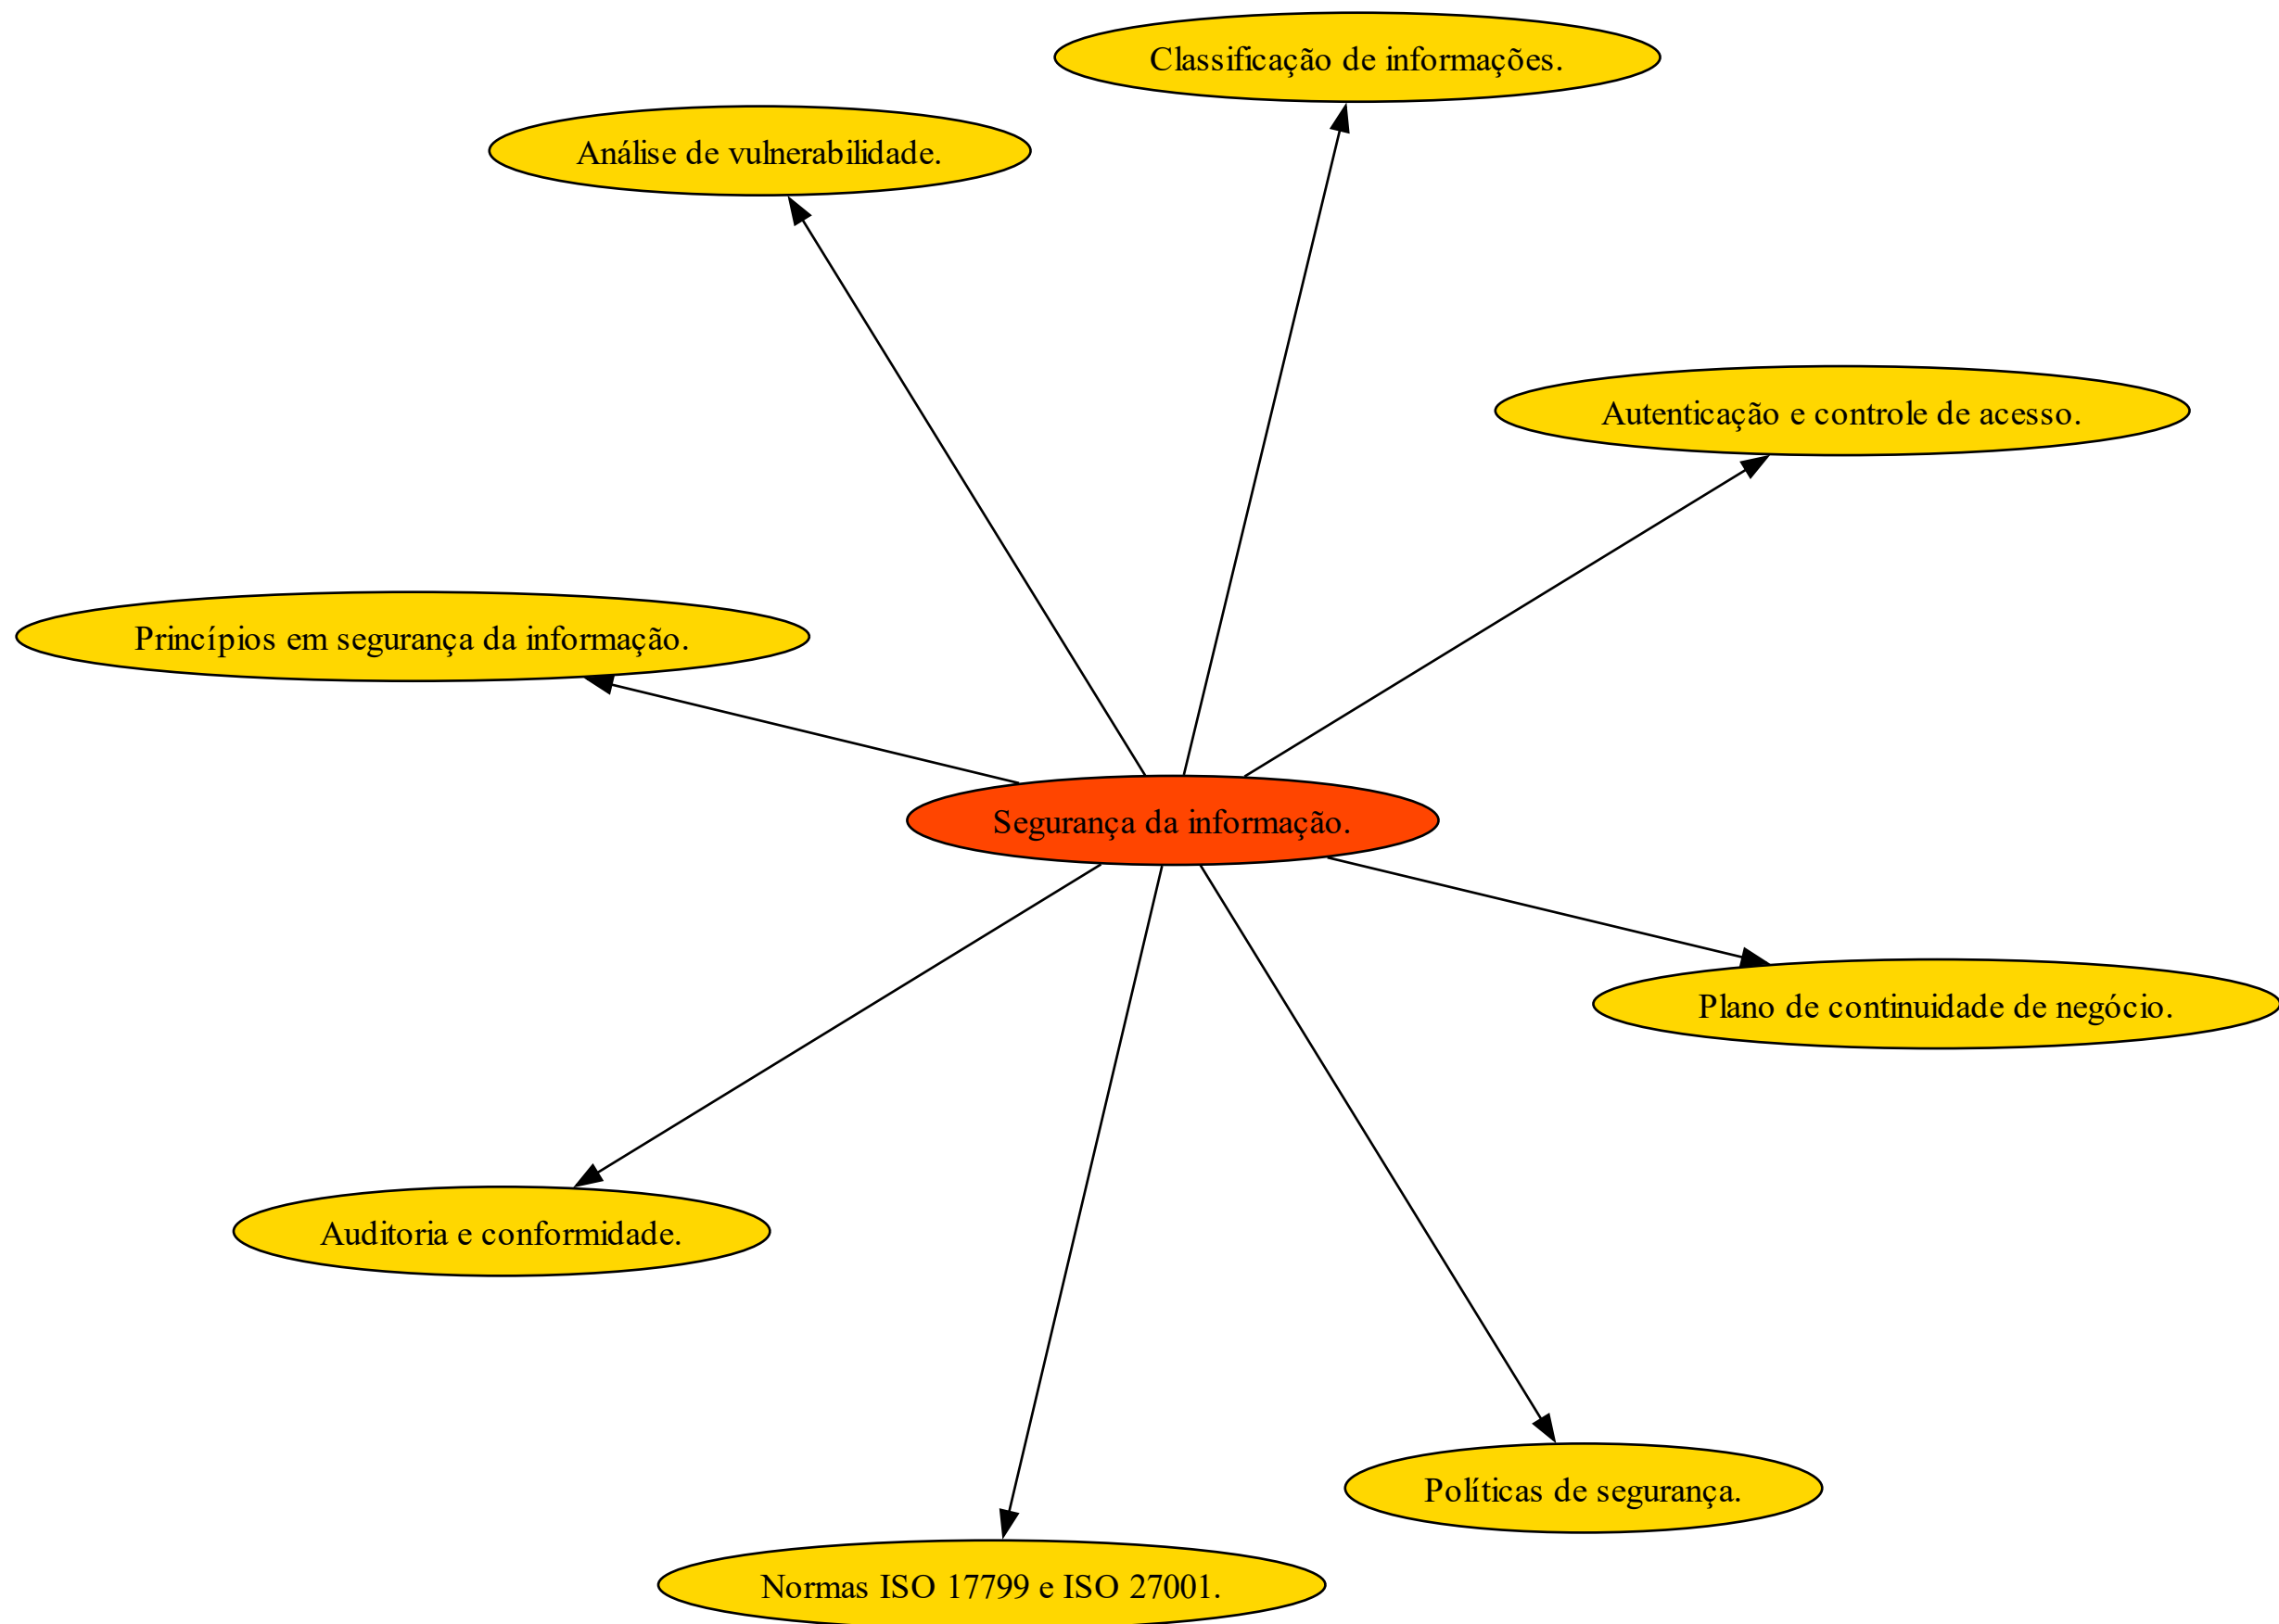 Classificação de informações.
Análise de vulnerabilidade.
Autenticação e controle de acesso.
Princípios em segurança da informação.
Segurança da informação.
Plano de continuidade de negócio.
Auditoria e conformidade.
Políticas de segurança.
Normas ISO 17799 e ISO 27001.